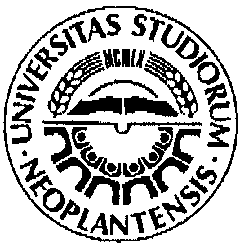 UNIVERSITAS STUDIORUM
MCMLX
· NEOPLANTENSIS ·